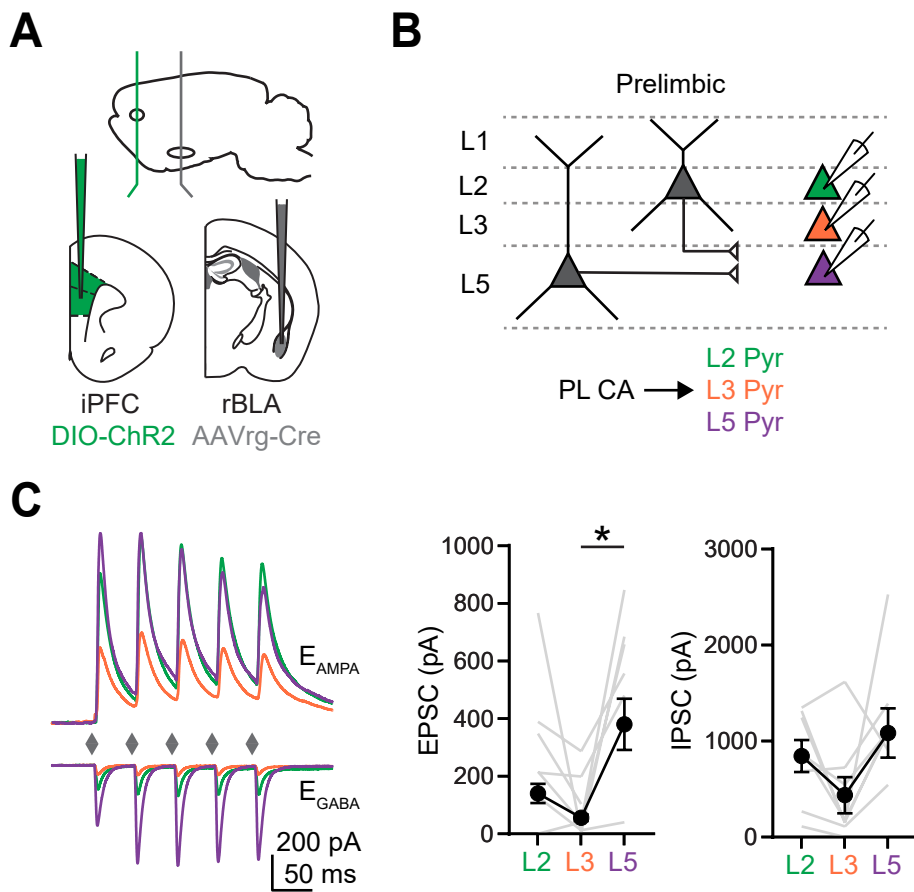 A
iPFC
DIO-ChR2
rBLA
AAVrg-Cre
B
Prelimbic
L1
L2
L3
L5
PL CA
L2 Pyr
L3 Pyr
L5 Pyr
C
E_AMPA
E_GABA
200 pA
50 ms
EPSC (pA)
1000
800
600
400
200
0
*
L2 L3 L5
IPSC (pA)
3000
2000
1000
0
L2 L3 L5